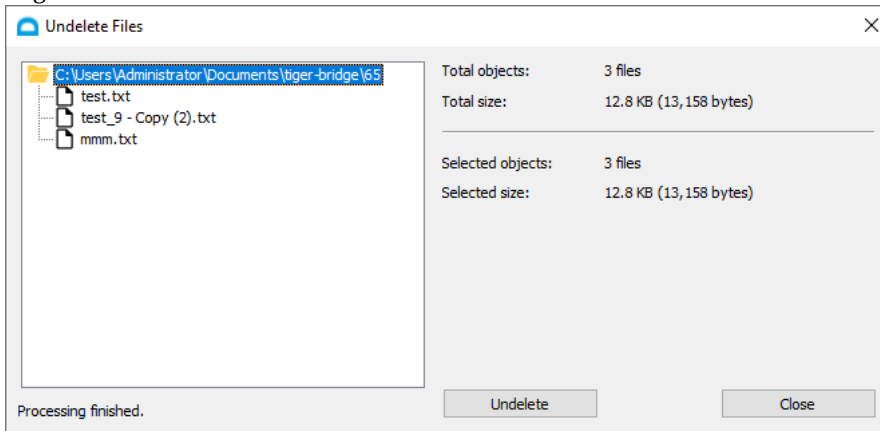 Undelete Files
C:\Users\Administrator\Documents\tiger-bridge\65
test.txt
test_9 - Copy (2).txt
mmm.txt
Total objects: 3 files
Total size: 12.8 KB (13,158 bytes)
Selected objects: 3 files
Selected size: 12.8 KB (13,158 bytes)
Processing finished.
Undelete
Close